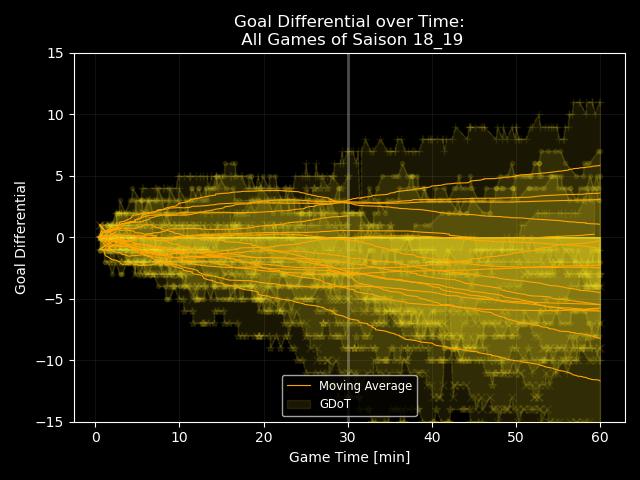 Goal Differential over Time:
All Games of Saison 18_19
15
10
5
0
−5
−10
−15
Goal Differential
Moving Average
GDoT
0 10 20 30 40 50 60
Game Time [min]